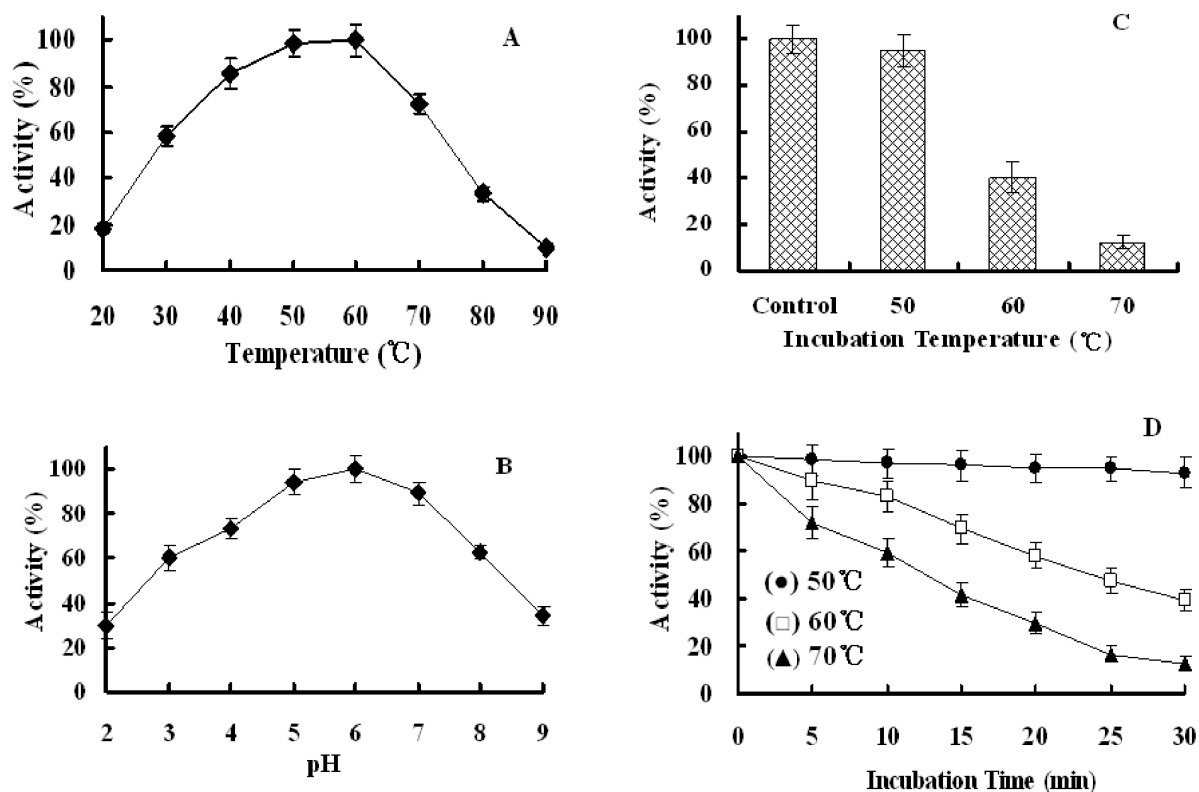 A
Activity (%)
100
80
60
40
20
0
20 30 40 50 60 70 80 90
Temperature (℃)
C
Activity (%)
100
80
60
40
20
0
Control 50 60 70
Incubation Temperature (℃)
B
Activity (%)
100
80
60
40
20
0
2 3 4 5 6 7 8 9
pH
D
Activity (%)
100
80
60
40
20
0
(●) 50℃
(□) 60℃
(▲) 70℃
0 5 10 15 20 25 30
Incubation Time (min)